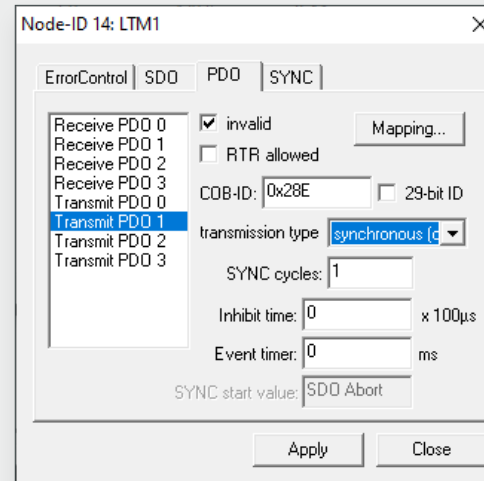 Node-ID 14: LTM1
ErrorControl SDO PDO SYNC
Receive PDO 0
Receive PDO 1
Receive PDO 2
Receive PDO 3
Transmit PDO 0
Transmit PDO 1
Transmit PDO 2
Transmit PDO 3
invalid
Mapping...
RTR allowed
COB-ID: 0x28E 29-bit ID
transmission type synchronous (c
SYNC cycles: 1
Inhibit time: 0 x 100µs
Event timer: 0 ms
SYNC start value: SDO Abort
Apply Close